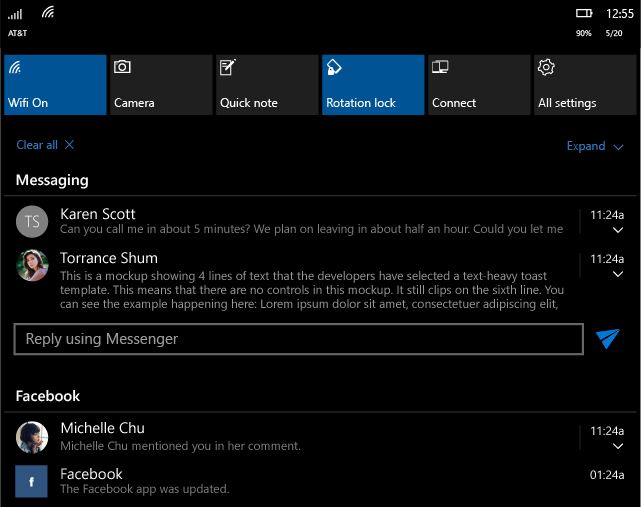 12:55
AT&T
90% 5/20
Wifi On
Camera
Quick note
Rotation lock
Connect
All settings
Clear all
Expand
Messaging
TS
Karen Scott 11:24a
Can you call me in about 5 minutes? We plan on leaving in about half an hour. Could you let me
Torrance Shum 11:24a
This is a mockup showing 4 lines of text that the developers have selected a text-heavy toast
template. This means that there are no controls in this mockup. It still clips on the sixth line. You
can see the example happening here: Lorem ipsum dolor sit amet, consectetuer adipiscing elit,
Reply using Messenger
Facebook
Michelle Chu 11:24a
Michelle Chu mentioned you in her comment.
f
Facebook 01:24a
The Facebook app was updated.